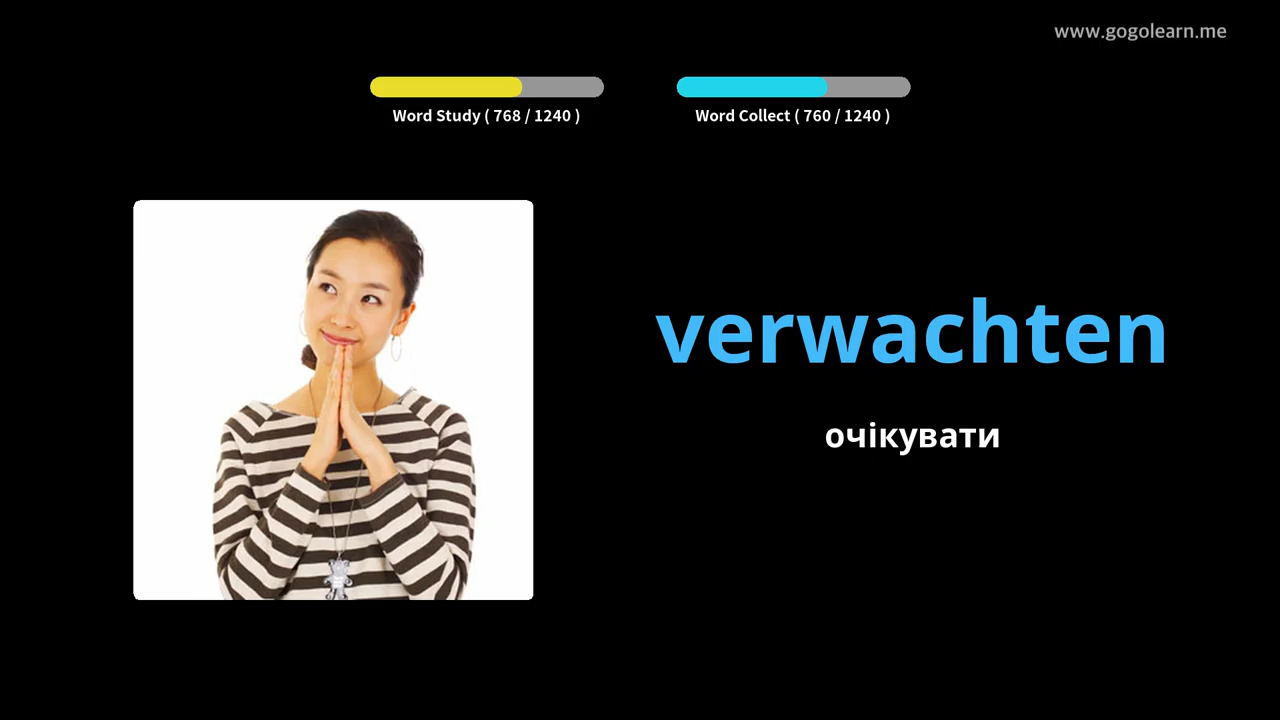 www.gogolearn.me
Word Study ( 768 / 1240 )
Word Collect ( 760 / 1240 )
verwachten
очікувати